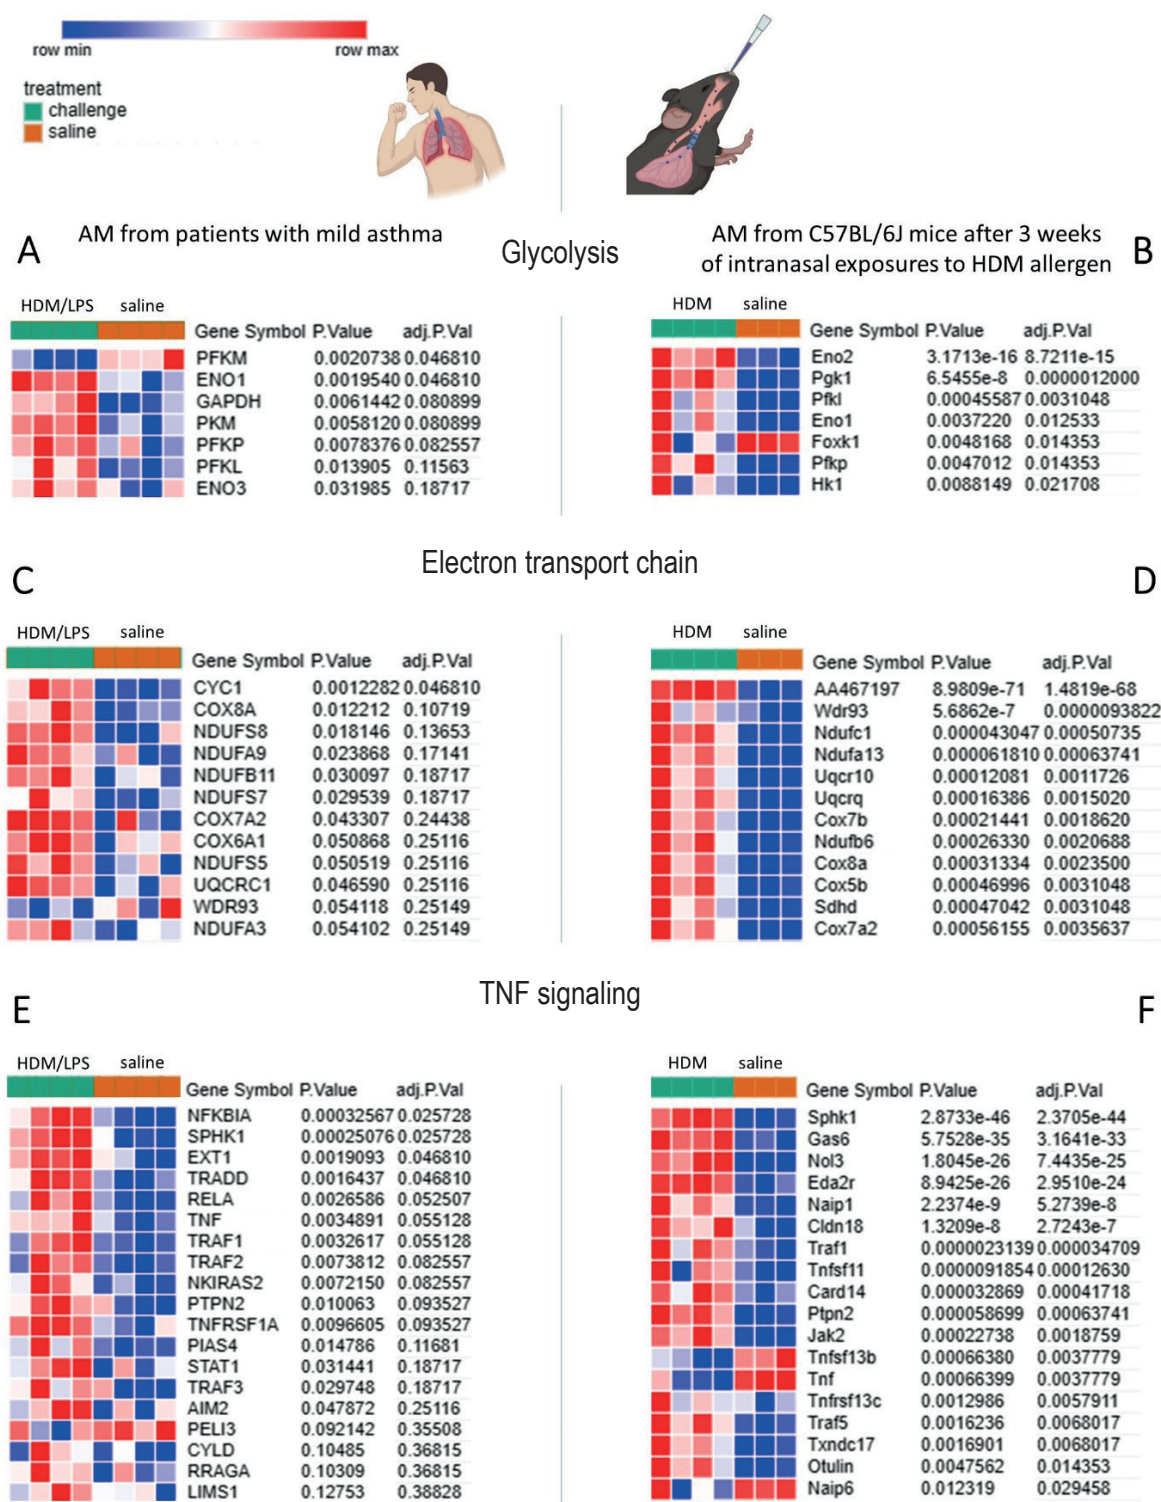 row min row max
treatment
challenge
saline
A AM from patients with mild asthma Glycolysis AM from C57BL/6J mice after 3 weeks of intranasal exposures to HDM allergen B
HDM/LPS saline
Gene Symbol P.Value adj.P.Val
PFKM 0.0020738 0.046810
ENO1 0.0019540 0.046810
GAPDH 0.0061442 0.080899
PKM 0.0058120 0.080899
PFKP 0.0078376 0.082557
PFKL 0.013905 0.11563
ENO3 0.031985 0.18717
HDM saline
Gene Symbol P.Value adj.P.Val
Eno2 3.1713e-16 8.7211e-15
Pgk1 6.5455e-8 0.0000012000
Pfkl 0.00045587 0.0031048
Eno1 0.0037220 0.012533
Foxk1 0.0048168 0.014353
Pfkp 0.0047012 0.014353
Hk1 0.0088149 0.021708
C Electron transport chain D
HDM/LPS saline
Gene Symbol P.Value adj.P.Val
CYC1 0.0012282 0.046810
COX8A 0.012212 0.10719
NDUFS8 0.018146 0.13653
NDUFA9 0.023868 0.17141
NDUFB11 0.030097 0.18717
NDUFS7 0.029539 0.18717
COX7A2 0.043307 0.24438
COX6A1 0.050868 0.25116
NDUFS5 0.050519 0.25116
UQCRC1 0.046590 0.25116
WDR93 0.054118 0.25149
NDUFA3 0.054102 0.25149
HDM saline
Gene Symbol P.Value adj.P.Val
AA467197 8.9809e-71 1.4819e-68
Wdr93 5.6862e-7 0.0000093822
Ndufc1 0.000043047 0.00050735
Ndufa13 0.000061810 0.00063741
Uqcr10 0.00012081 0.0011726
Uqcrq 0.00016386 0.0015020
Cox7b 0.00021441 0.0018620
Ndufb6 0.00026330 0.0020688
Cox8a 0.00031334 0.0023500
Cox5b 0.00046996 0.0031048
Sdhd 0.00047042 0.0031048
Cox7a2 0.00056155 0.0035637
E TNF signaling F
HDM/LPS saline
Gene Symbol P.Value adj.P.Val
NFKBIA 0.00032567 0.025728
SPHK1 0.00025076 0.025728
EXT1 0.0019093 0.046810
TRADD 0.0016437 0.046810
RELA 0.0026586 0.052507
TNF 0.0034891 0.055128
TRAF1 0.0032617 0.055128
TRAF2 0.0073812 0.082557
NKIRAS2 0.0072150 0.082557
PTPN2 0.010063 0.093527
TNFRSF1A 0.0096605 0.093527
PIAS4 0.014786 0.11681
STAT1 0.031441 0.18717
TRAF3 0.029748 0.18717
AIM2 0.047872 0.25116
PELI3 0.092142 0.35508
CYLD 0.10485 0.36815
RRAGA 0.10309 0.36815
LIMS1 0.12753 0.38828
HDM saline
Gene Symbol P.Value adj.P.Val
Sphk1 2.8733e-46 2.3705e-44
Gas6 5.7528e-35 3.1641e-33
Nol3 1.8045e-26 7.4435e-25
Eda2r 8.9425e-26 2.9510e-24
Naip1 2.2374e-9 5.2739e-8
Cldn18 1.3209e-8 2.7243e-7
Traf1 0.0000023139 0.000034709
Tnfsf11 0.0000091854 0.00012630
Card14 0.000032869 0.00041718
Ptpn2 0.000058699 0.00063741
Jak2 0.00022738 0.0018759
Tnfsf13b 0.00066380 0.0037779
Tnf 0.00066399 0.0037779
Tnfrsf13c 0.0012986 0.0057911
Traf5 0.0016236 0.0068017
Txndc17 0.0016901 0.0068017
Otulin 0.0047562 0.014353
Naip6 0.012319 0.029458